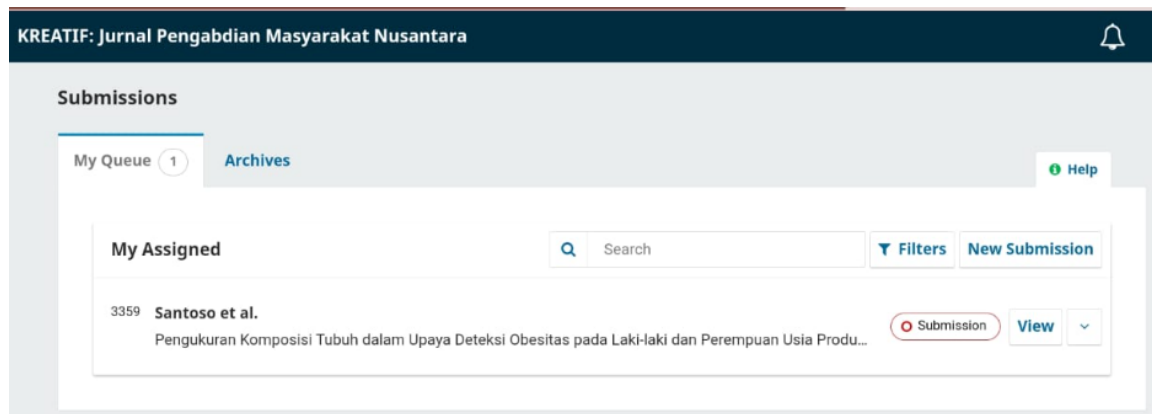 KREATIF: Jurnal Pengabdian Masyarakat Nusantara
Submissions
My Queue 1 Archives
Help
My Assigned Search Filters New Submission
3359 Santoso et al.
Submission View
Pengukuran Komposisi Tubuh dalam Upaya Deteksi Obesitas pada Laki-laki dan Perempuan Usia Produ...